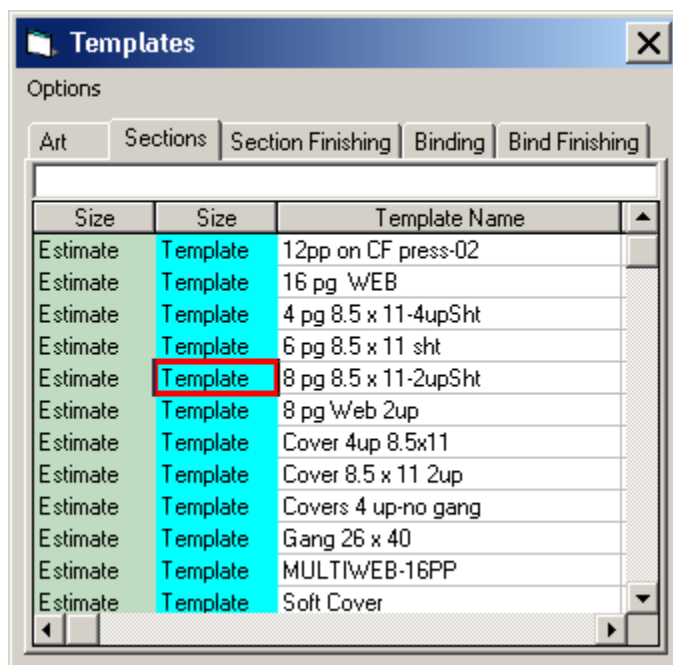 Templates
Options
Art Sections Section Finishing Binding Bind Finishing
Size Size Template Name
Estimate Template 12pp on CF press-02
Estimate Template 16 pg WEB
Estimate Template 4 pg 8.5 x 11-4upSht
Estimate Template 6 pg 8.5 x 11 sht
Estimate Template 8 pg 8.5 x 11-2upSht
Estimate Template 8 pg Web 2up
Estimate Template Cover 4up 8.5x11
Estimate Template Cover 8.5 x 11 2up
Estimate Template Covers 4 up-no gang
Estimate Template Gang 26 x 40
Estimate Template MULTIWEB-16PP
Estimate Template Soft Cover